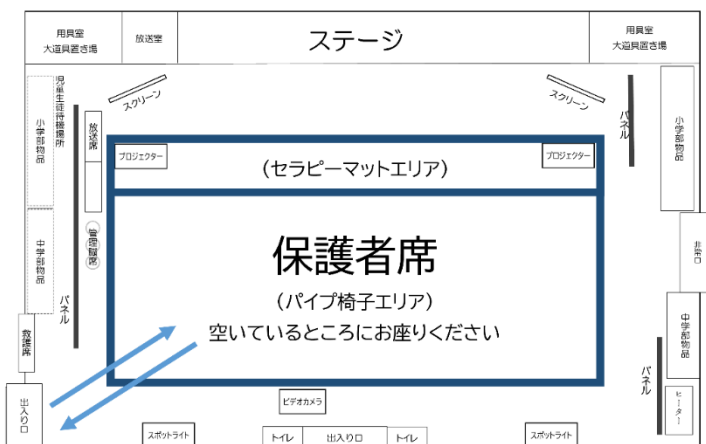 用具室
大道具置き場
放送室
ステージ
用具室
大道具置き場
スクリーン
スクリーン
児童生徒待機場所
小学部物品
放送席
パネル
小学部物品
プロジェクター
プロジェクター
(セラピーマットエリア)
管理職席
中学部物品
保護者席
(パイプ椅子エリア)
空いているところにお座りください
非常口
パネル
中学部物品
救護席
パネル
ヒーター
出入り口
ビデオカメラ
スポットライト
トイレ
出入り口
トイレ
スポットライト